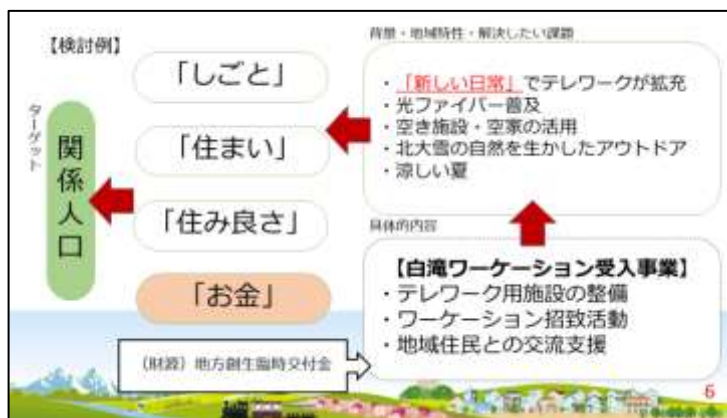 【検討例】
ターゲット
関係人口
「しごと」
「住まい」
「住み良さ」
「お金」
(財源)地方創生臨時交付金
背景・地域特性・解決したい課題
・「新しい日常」でテレワークが拡充
・光ファイバー普及
・空き施設・空家の活用
・北大雪の自然を生かしたアウトドア
・涼しい夏
具体的内容
【白滝ワーケーション受入事業】
・テレワーク用施設の整備
・ワーケーション招致活動
・地域住民との交流支援
6